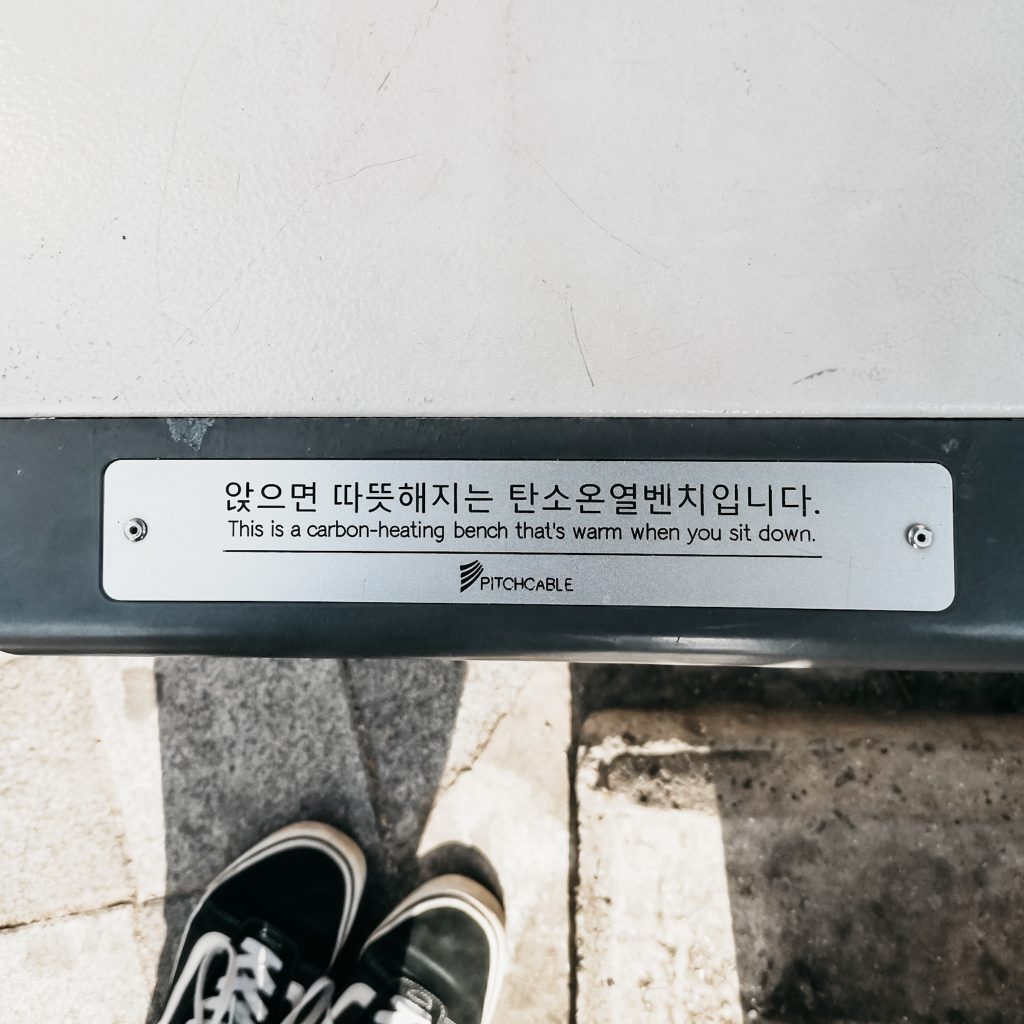 앉으면 따뜻해지는 탄소온열벤치입니다.
This is a carbon-heating bench that's warm when you sit down.
PITCHCABLE